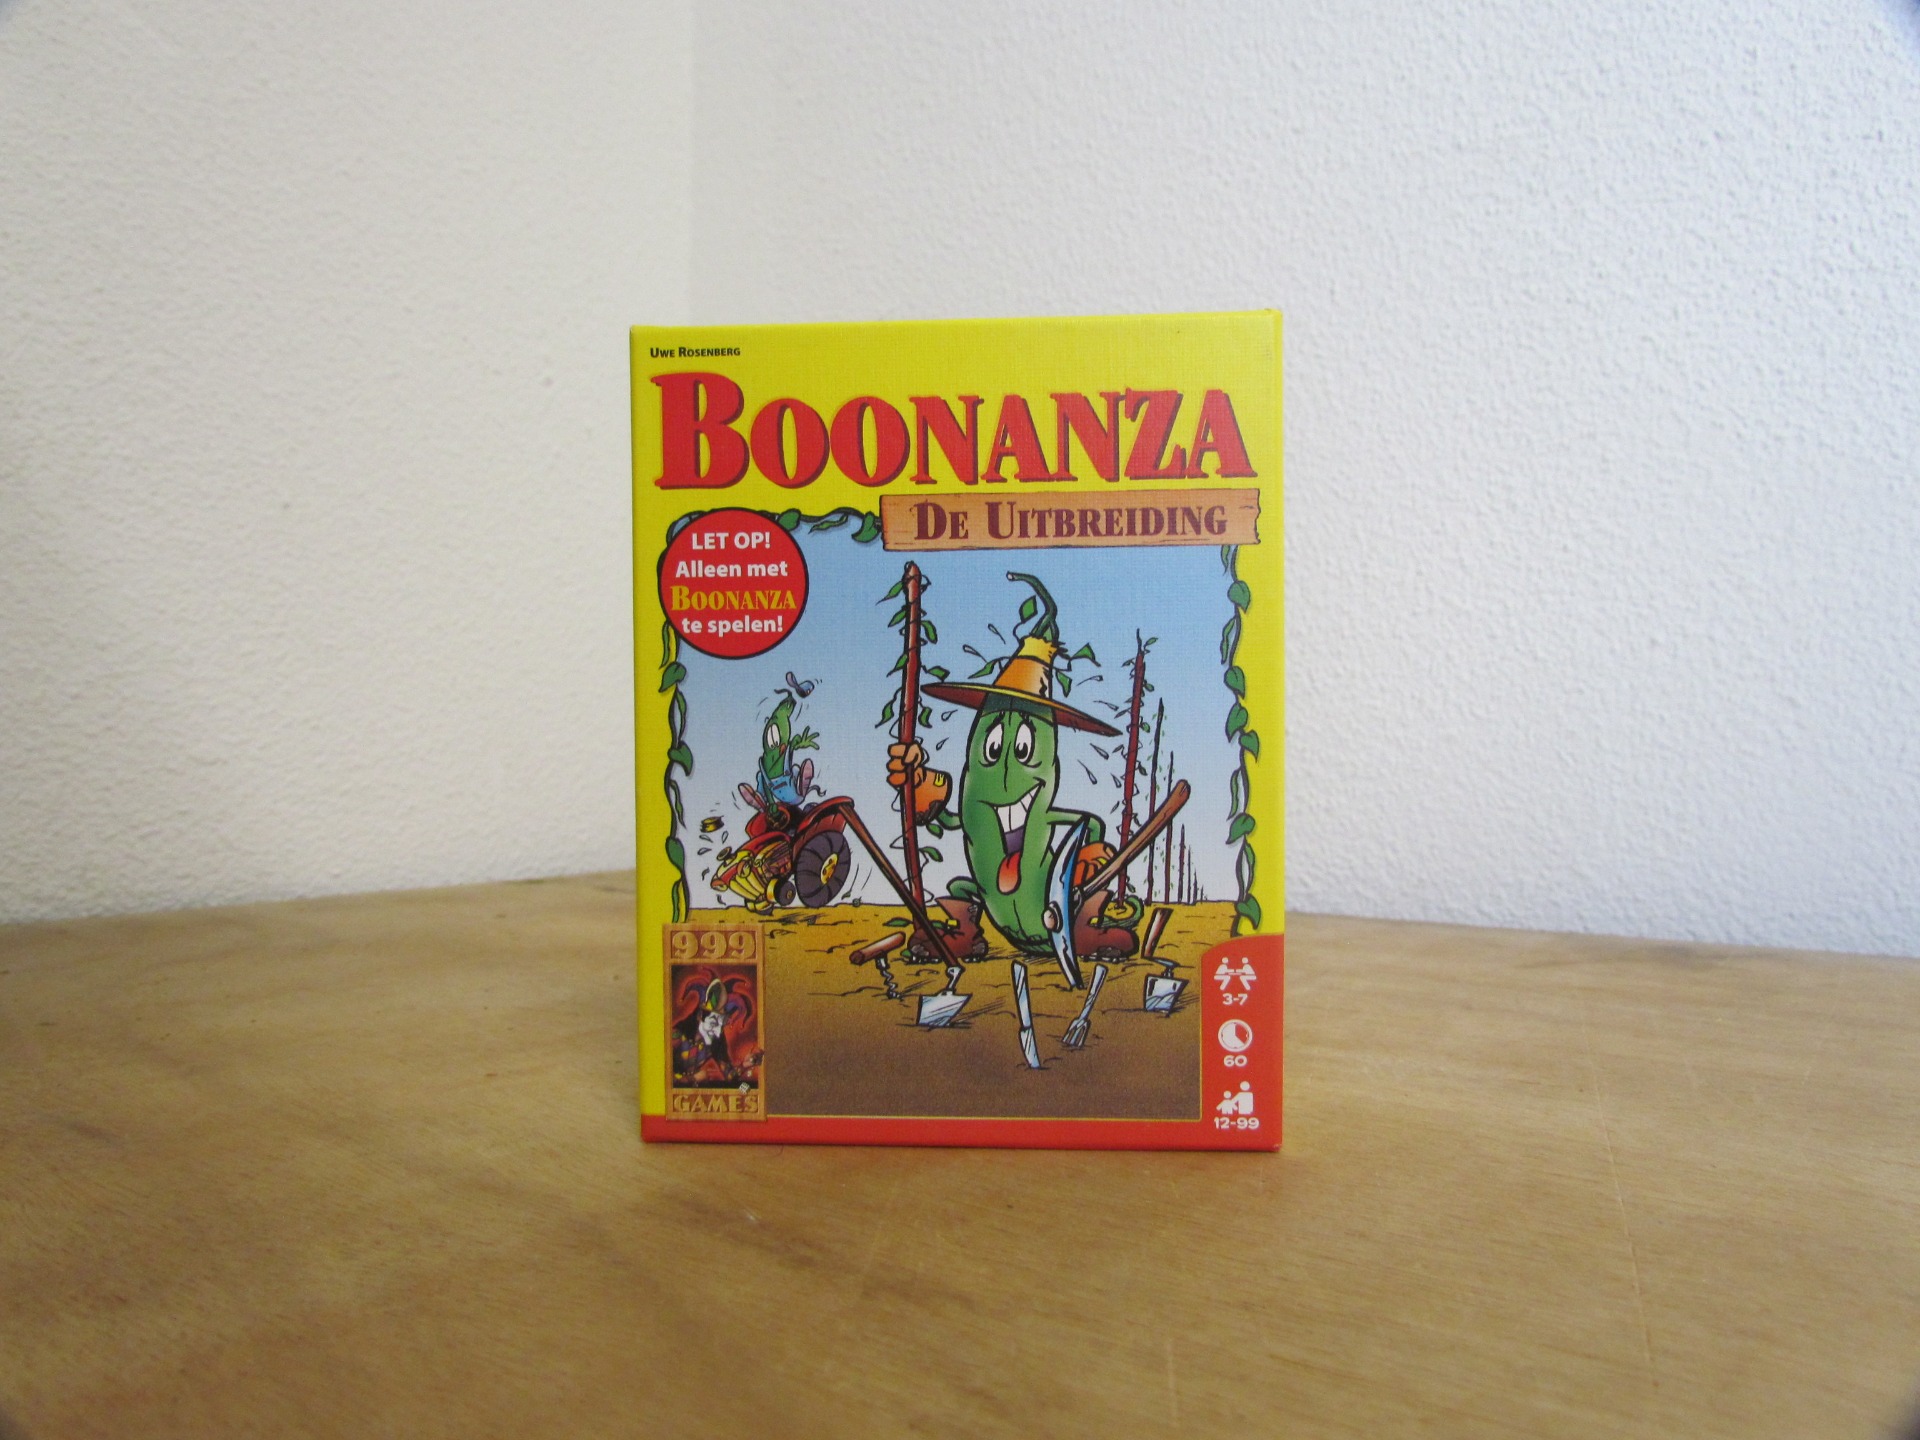 UWE ROSENBERG
BOONANZA
DE UITBREIDING
LET OP!
Alleen met
BOONANZA
te spelen!
999
GAMES
3-7
60
12-99